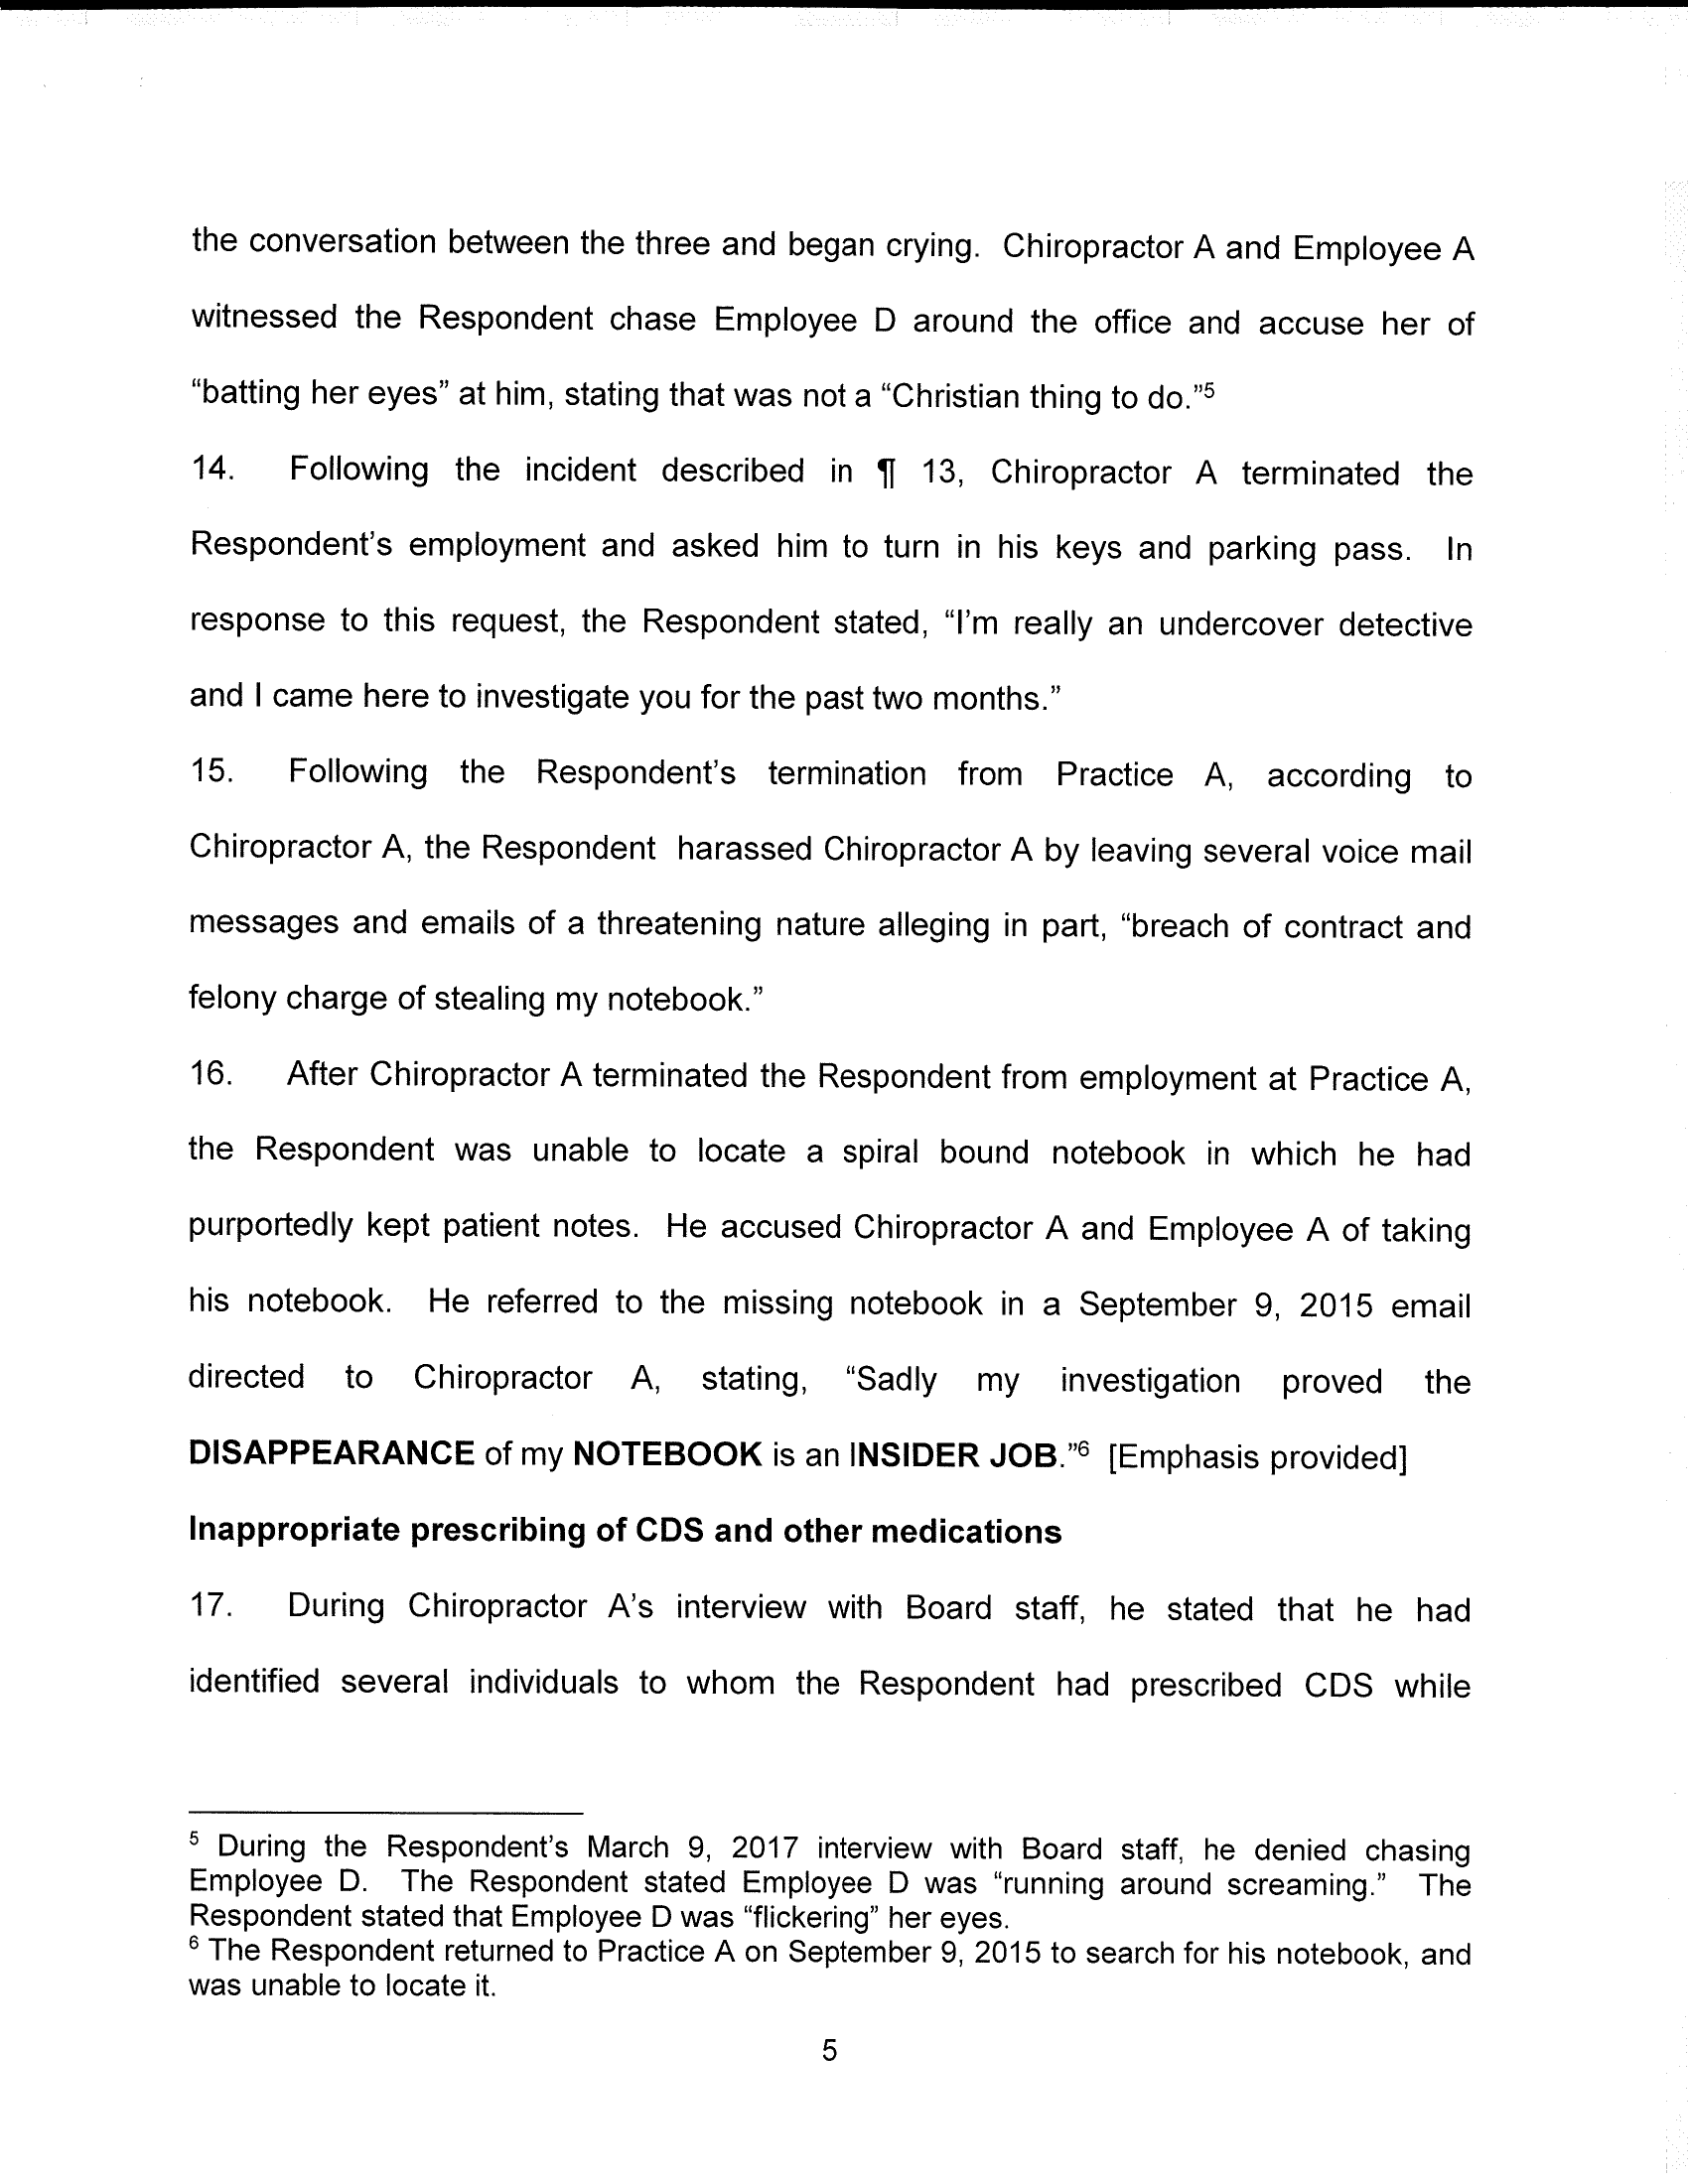 the conversation between the three and began crying. Chiropractor A and Employee A
witnessed the Respondent chase Employee D around the office and accuse her of
“batting her eyes” at him, stating that was not a “Christian thing to do.”5
14. Following the incident described in ¶ 13, Chiropractor A terminated the
Respondent’s employment and asked him to turn in his keys and parking pass. In
response to this request, the Respondent stated, “I’m really an undercover detective
and I came here to investigate you for the past two months.”
15. Following the Respondent’s termination from Practice A, according to
Chiropractor A, the Respondent harassed Chiropractor A by leaving several voice mail
messages and emails of a threatening nature alleging in part, “breach of contract and
felony charge of stealing my notebook.”
16. After Chiropractor A terminated the Respondent from employment at Practice A,
the Respondent was unable to locate a spiral bound notebook in which he had
purportedly kept patient notes. He accused Chiropractor A and Employee A of taking
his notebook. He referred to the missing notebook in a September 9, 2015 email
directed to Chiropractor A, stating, “Sadly my investigation proved the
DISAPPEARANCE of my NOTEBOOK is an INSIDER JOB.”6 [Emphasis provided]
Inappropriate prescribing of CDS and other medications
17. During Chiropractor A’s interview with Board staff, he stated that he had
identified several individuals to whom the Respondent had prescribed CDS while
5 During the Respondent’s March 9, 2017 interview with Board staff, he denied chasing
Employee D. The Respondent stated Employee D was “running around screaming.” The
Respondent stated that Employee D was “flickering” her eyes.
6 The Respondent returned to Practice A on September 9, 2015 to search for his notebook, and
was unable to locate it.
5